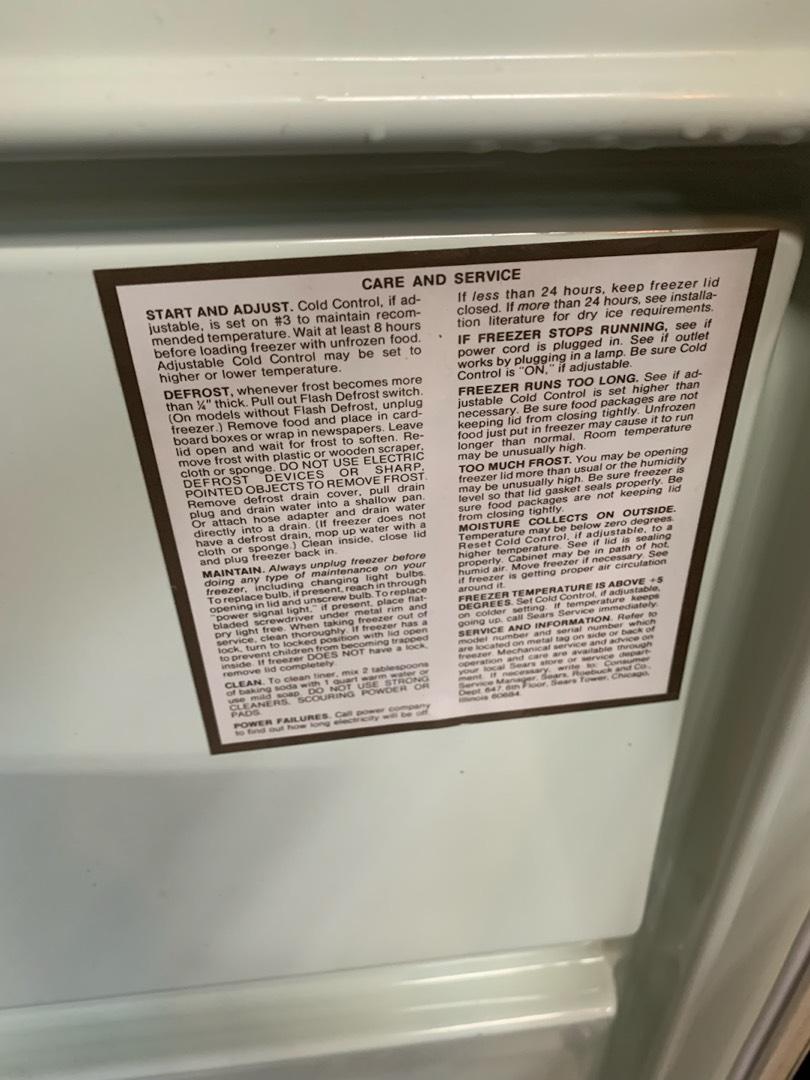 CARE AND SERVICE
START AND ADJUST. Cold Control, if ad-
justable, is set on #3 to maintain recom-
mended temperature. Wait at least 8 hours
before loading freezer with unfrozen food.
Adjustable Cold Control may be set to
higher or lower temperature.
DEFROST, whenever frost becomes more
than ¼" thick. Pull out Flash Defrost switch.
(On models without Flash Defrost, unplug
freezer.) Remove food and place in card-
board boxes or wrap in newspapers. Leave
lid open and wait for frost to soften. Re-
move frost with plastic or wooden scraper,
cloth or sponge. DO NOT USE ELECTRIC
DEFROST DEVICES OR SHARP,
POINTED OBJECTS TO REMOVE FROST.
Remove defrost drain cover, pull drain
plug and drain water into a shallow pan.
Or attach hose adapter and drain water
directly into a drain. (If freezer does not
have a defrost drain, mop up water with a
cloth or sponge.) Clean inside, close lid
and plug freezer back in.
MAINTAIN. Always unplug freezer before
doing any type of maintenance on your
freezer, including changing light bulbs.
To replace bulb, if present, reach in through
opening in lid and unscrew bulb. To replace
"power signal light," if present, place flat-
bladed screwdriver under metal rim and
pry light free. When taking freezer out of
service, clean thoroughly. If freezer has a
lock, turn to locked position with lid open
to prevent children from becoming trapped
inside. If freezer DOES NOT have a lock,
remove lid completely.
CLEAN. To clean liner, mix 2 tablespoons
of baking soda with 1 quart warm water or
use mild soap. DO NOT USE STRONG
CLEANERS, SCOURING POWDER OR
PADS.
POWER FAILURES. Call power company
to find out how long electricity will be off.
If less than 24 hours, keep freezer lid
closed. If more than 24 hours, see installa-
tion literature for dry ice requirements.
IF FREEZER STOPS RUNNING, see if
power cord is plugged in. See if outlet
works by plugging in a lamp. Be sure Cold
Control is "ON," if adjustable.
FREEZER RUNS TOO LONG. See if ad-
justable Cold Control is set higher than
necessary. Be sure food packages are not
keeping lid from closing tightly. Unfrozen
food just put in freezer may cause it to run
longer than normal. Room temperature
may be unusually high.
TOO MUCH FROST. You may be opening
freezer lid more than usual or the humidity
may be unusually high. Be sure freezer is
level so that lid gasket seals properly. Be
sure food packages are not keeping lid
from closing tightly.
MOISTURE COLLECTS ON OUTSIDE.
Temperature may be below zero degrees.
Reset Cold Control, if adjustable, to a
higher temperature. See if lid is sealing
properly. Cabinet may be in path of hot,
humid air. Move freezer if necessary. See
if freezer is getting proper air circulation
around it.
FREEZER TEMPERATURE IS ABOVE +5
DEGREES. Set Cold Control, if adjustable,
on colder setting. If temperature keeps
going up, call Sears Service immediately.
SERVICE AND INFORMATION. Refer to
model number and serial number which
are located on metal tag on side or back of
freezer. Mechanical service and advice on
operation and care are available through
your local Sears store or service depart-
ment. If necessary, write to: Consumer
Service Manager, Sears, Roebuck and Co.,
Dept. 647, 6th Floor, Sears Tower, Chicago,
Illinois 60684.